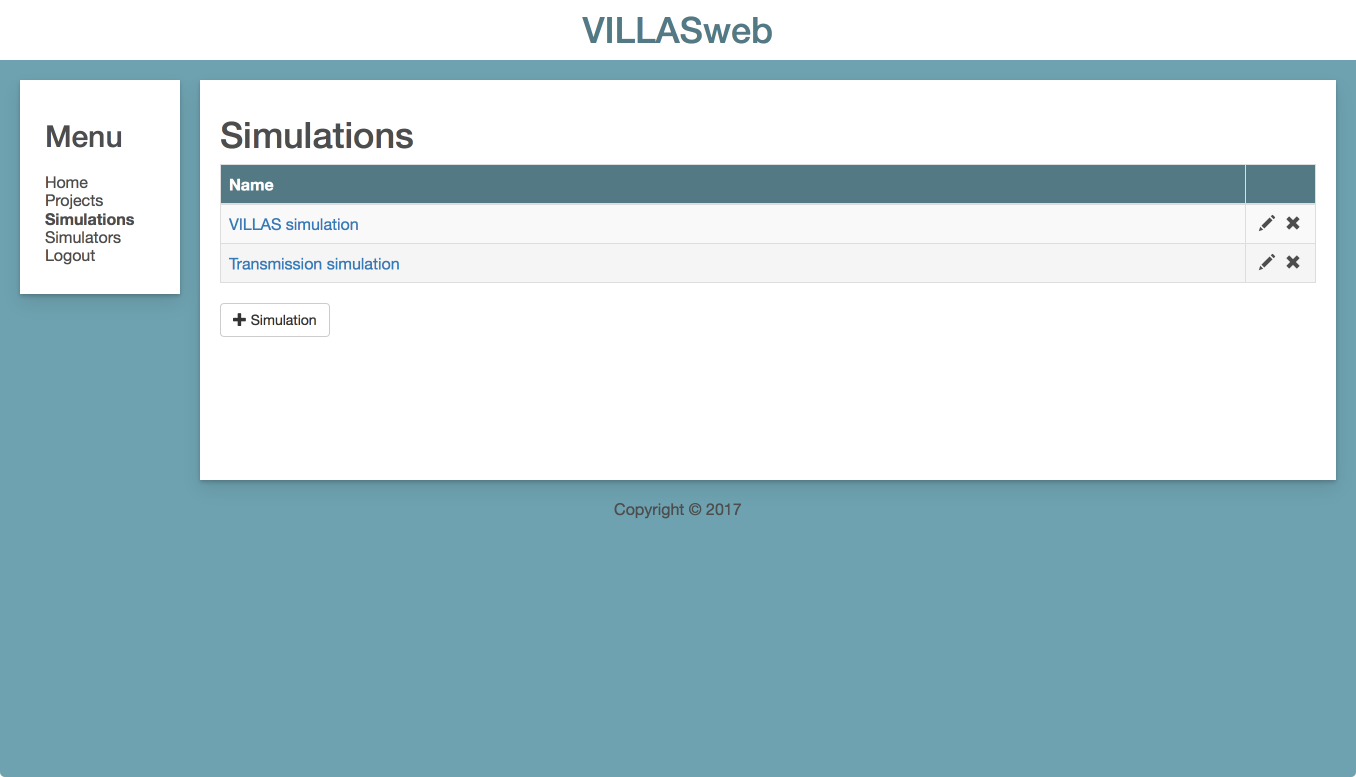 VILLASweb
Menu
Home
Projects
Simulations
Simulators
Logout
Simulations
Name
VILLAS simulation
Transmission simulation
Simulation
Copyright © 2017